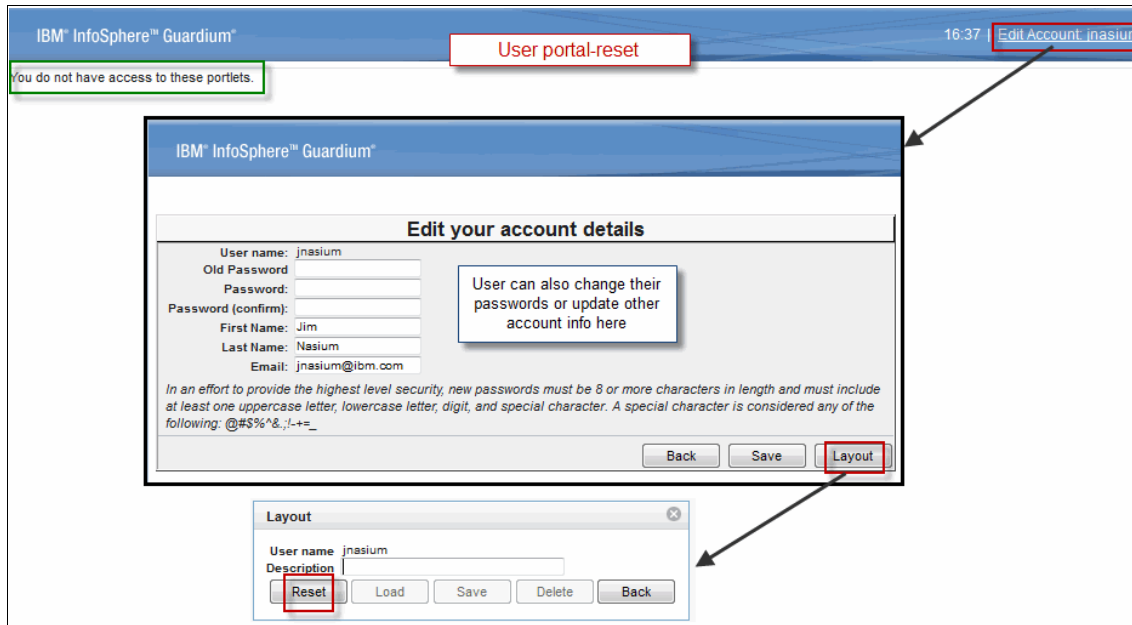 IBM® InfoSphere™ Guardium®
User portal-reset
16:37 | Edit Account: jnasium
You do not have access to these portlets.
IBM® InfoSphere™ Guardium®
Edit your account details
User name: jnasium
Old Password
Password:
Password (confirm):
First Name: Jim
Last Name: Nasium
Email: jnasium@ibm.com
User can also change their
passwords or update other
account info here
In an effort to provide the highest level security, new passwords must be 8 or more characters in length and must include
at least one uppercase letter, lowercase letter, digit, and special character. A special character is considered any of the
following: @#$%^&.;!-+=_
Back Save Layout
Layout
User name jnasium
Description
Reset Load Save Delete Back